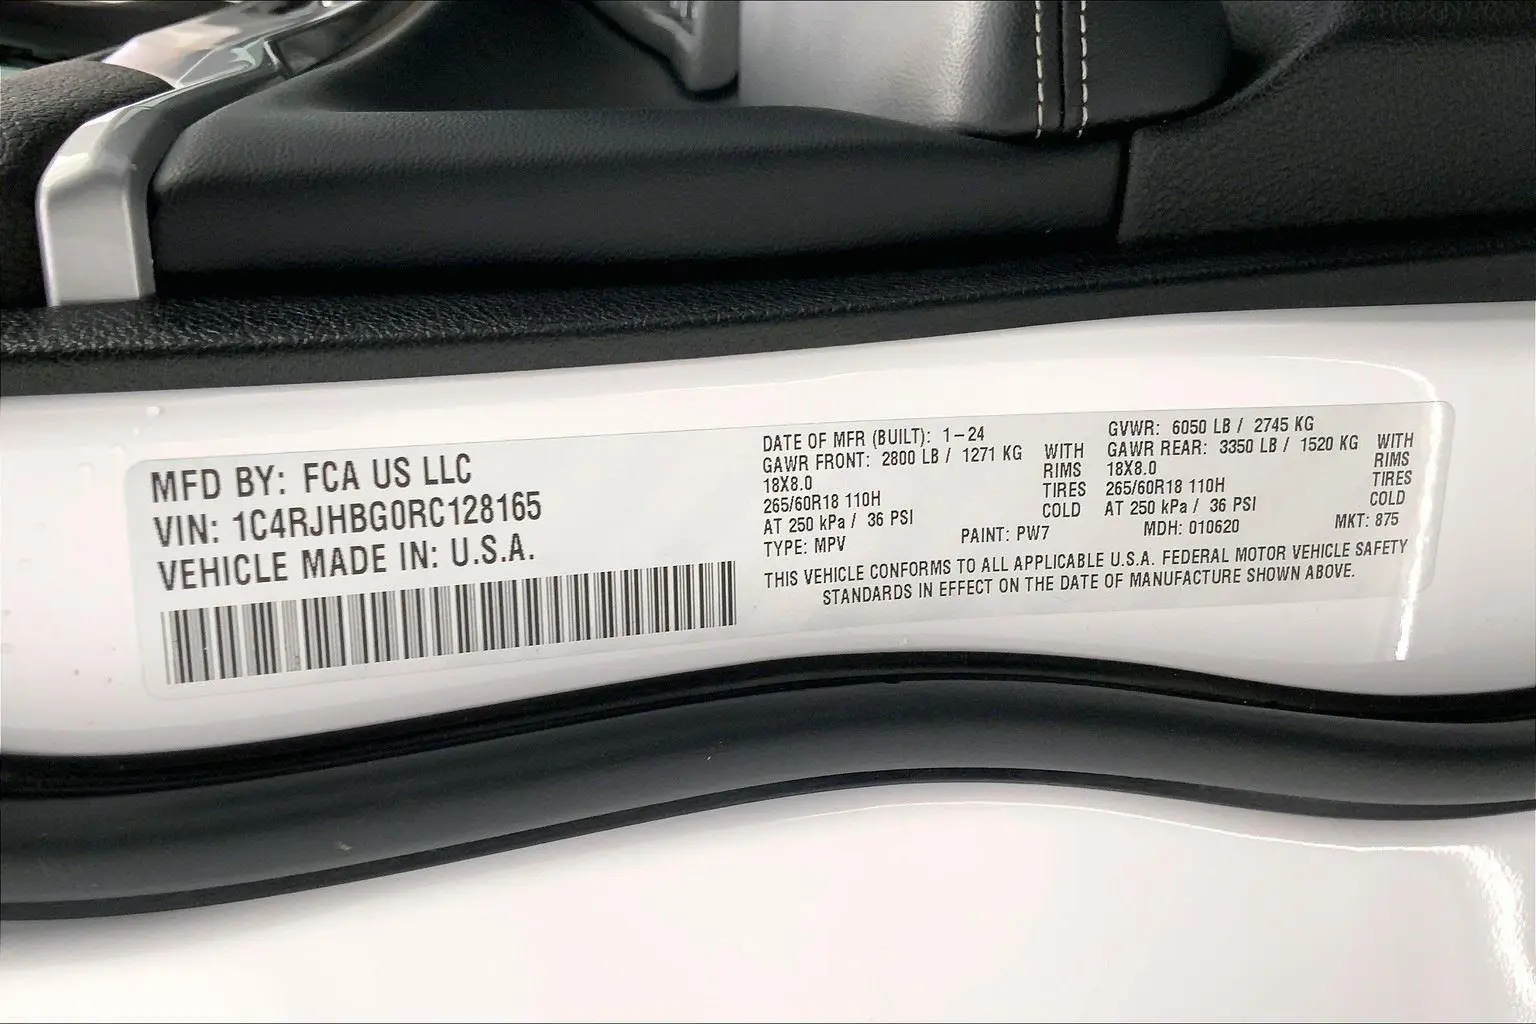 MFD BY: FCA US LLC
VIN: 1C4RJHBG0RC128165
VEHICLE MADE IN: U.S.A.
DATE OF MFR (BUILT): 1-24
GAWR FRONT: 2800 LB / 1271 KG WITH
18X8.0 RIMS
265/60R18 110H TIRES
AT 250 kPa / 36 PSI COLD
TYPE: MPV PAINT: PW7
GVWR: 6050 LB / 2745 KG
GAWR REAR: 3350 LB / 1520 KG WITH
18X8.0 RIMS
265/60R18 110H TIRES
AT 250 kPa / 36 PSI COLD
MDH: 010620 MKT: 875
THIS VEHICLE CONFORMS TO ALL APPLICABLE U.S.A. FEDERAL MOTOR VEHICLE SAFETY
STANDARDS IN EFFECT ON THE DATE OF MANUFACTURE SHOWN ABOVE.